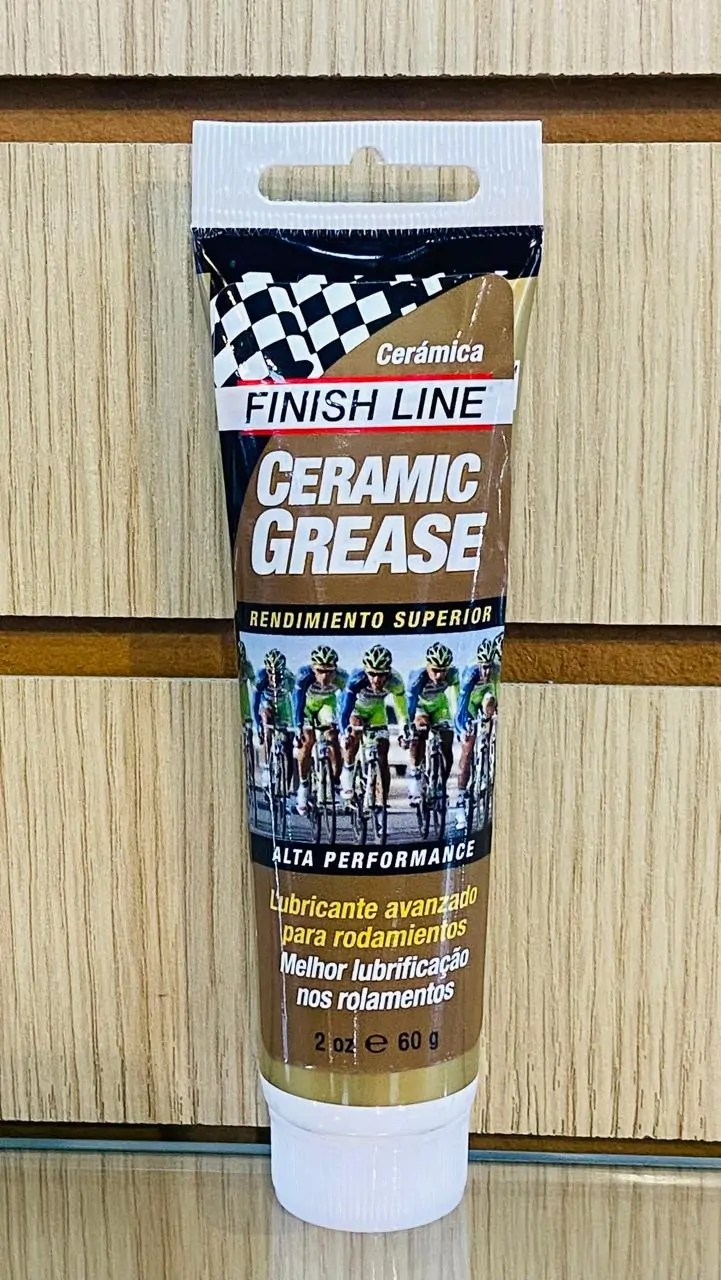 Cerámica
FINISH LINE
CERAMIC
GREASE
RENDIMIENTO SUPERIOR
ALTA PERFORMANCE
Lubricante avanzado
para rodamientos
Melhor lubrificação
nos rolamentos
2 oz ℮ 60 g